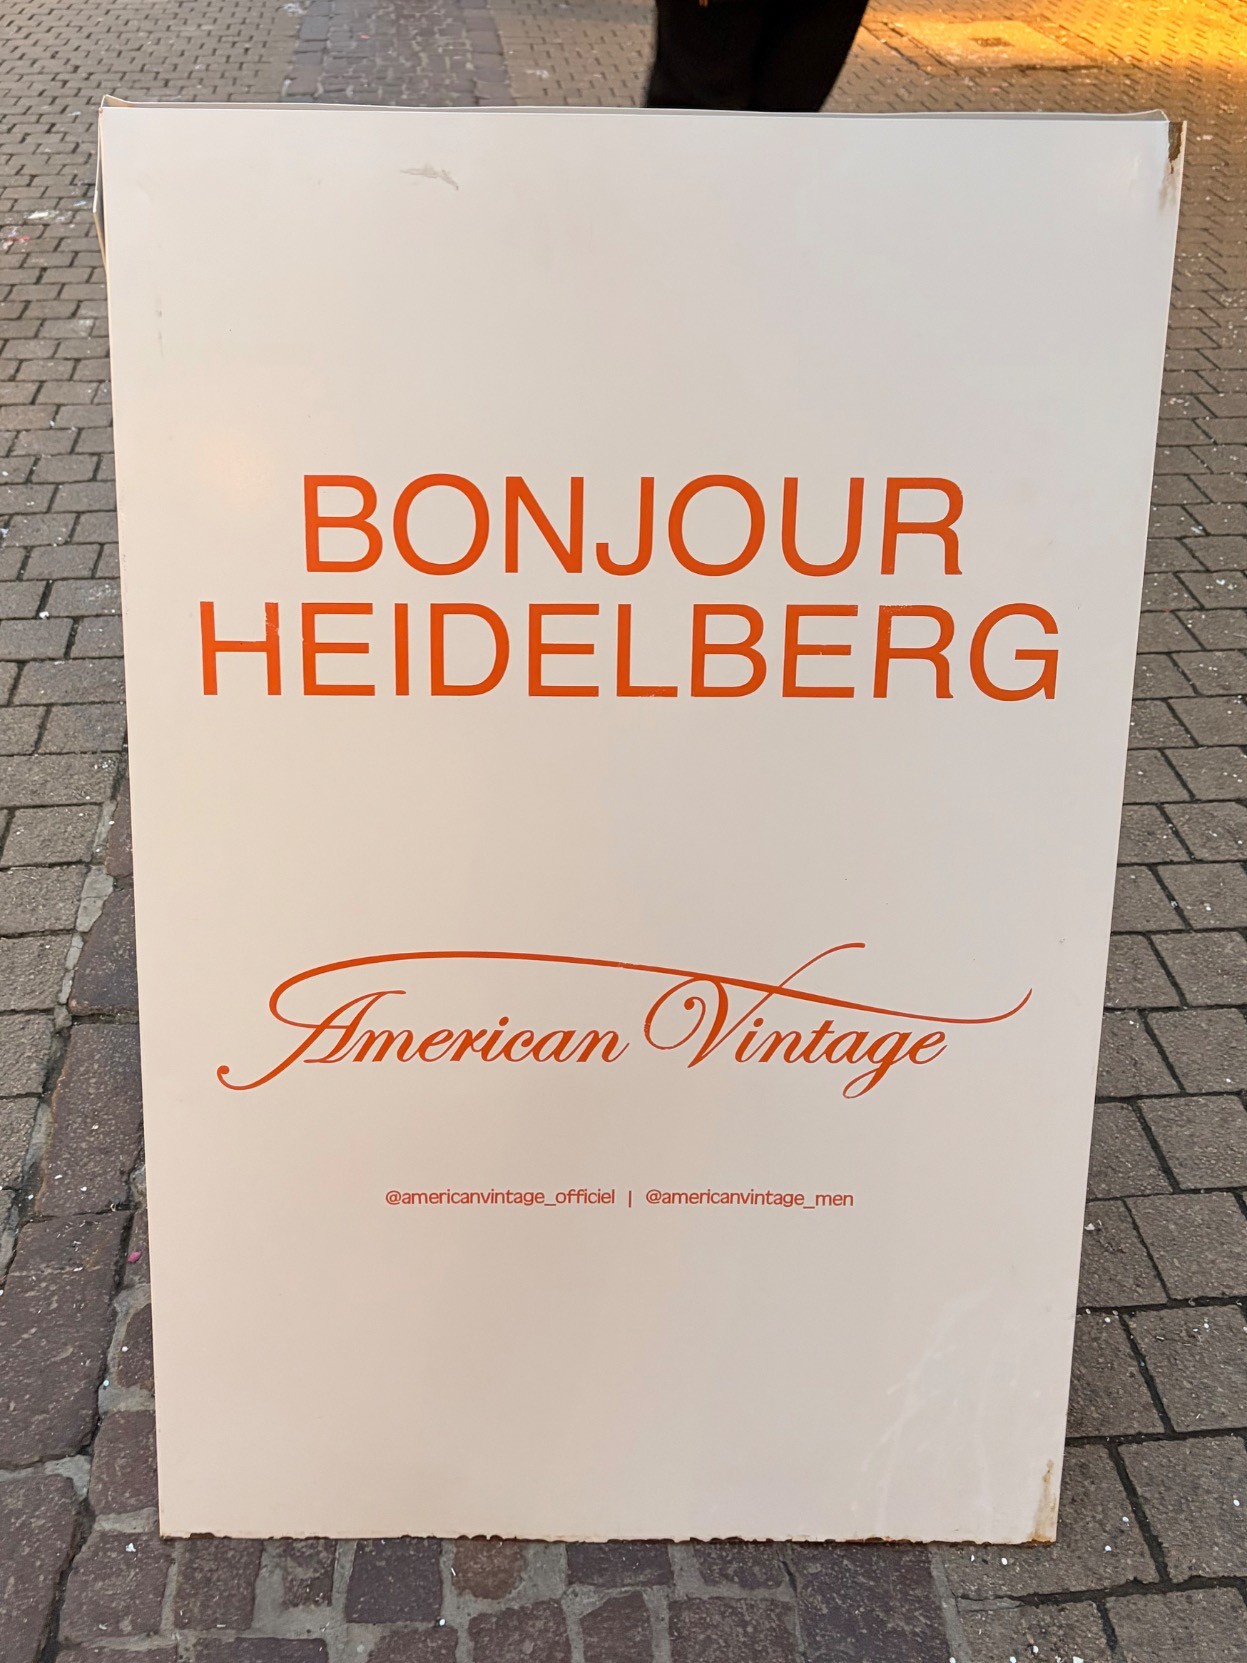 BONJOUR
HEIDELBERG
American Vintage
@americanvintage_officiel | @americanvintage_men